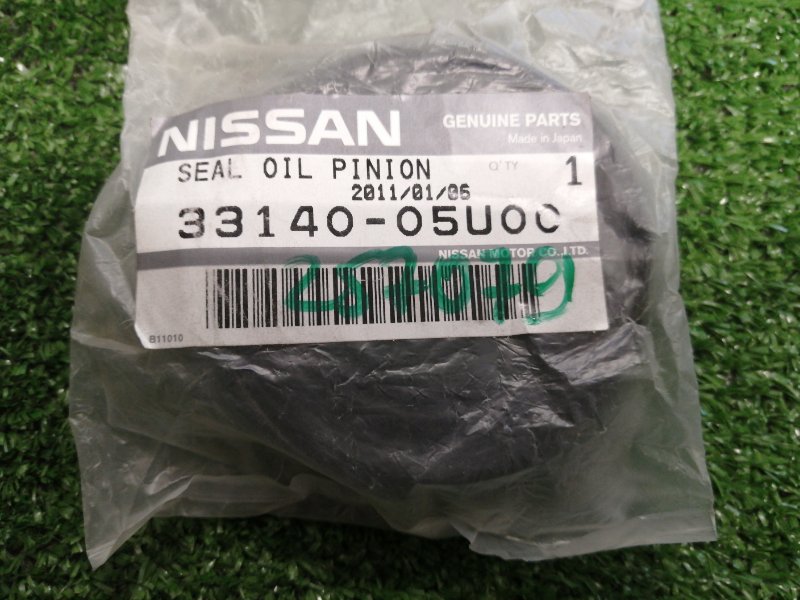 NISSAN
GENUINE PARTS
Made in Japan
SEAL OIL PINION
Q'TY 1
2011/01/06
33140-05U00
NISSAN MOTOR CO.,LTD.
B11010